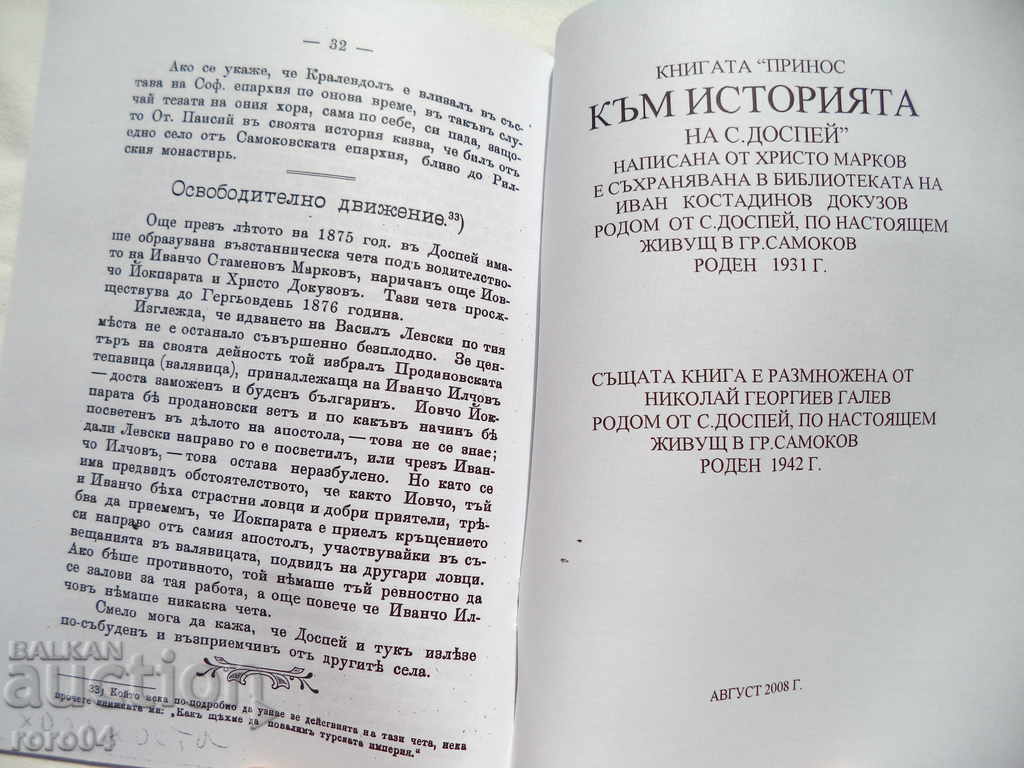 — 32 —
Ако се укаже, че Кралевдолъ е вливалъ въ със-
тава на Соф. епархия по онова време, въ такъвъ слу-
чай тезата на ония хора, сама по себе, си пада, защо-
то От. Паисий въ своята история казва, че билъ отъ
едно село отъ Самоковската епархия, бливо до Рил-
ския монастирь.
Освободително движение.³³)
Още превъ лѣтото на 1875 год. въ Доспей има-
ше образувана възстанническа чета подъ водителство-
то на Иванчо Стаменовъ Марковъ, наричанъ още Иов-
чо Йокпарата и Христо Докузовъ. Тази чета просж-
ществува до Гергьовдень 1876 година.
Изглежда, че идването на Василъ Левски по тия
мѣста не е останало съвършенно безплодно. Зе цен-
търъ на своята дейность той избралъ Продановската
тепавица (валявица), принадлежаща на Иванчо Илчовъ
— доста заможенъ и буденъ българинъ. Иовчо Йок-
парата бѣ продановски зетъ и по какъвъ начинъ бѣ
посветенъ въ дѣлото на апостола, — това не се знае;
дали Левски направо го е посветилъ, или чревъ Иван-
чо Илчовъ, — това остава неразбулено. Но като се
има предвидъ обстоятелството, че както Иовчо, тъй
и Иванчо бѣха страстни ловци и добри приятели, трѣ-
бва да приемемъ, че Иокпарата е приелъ кръщението
си направо отъ самия апостолъ, участвувайки въ съ-
вещанията въ валявицата, подвидъ на другари ловци.
Ако бѣше противното, той нѣмаше тъй ревностно да
се залови за тая работа, а още повече че Иванчо Ил-
човъ нѣмаше никаква чета.
Смело мога да кажа, че Доспей и тукъ излѣзе
по-събуденъ и възприемчивъ отъ другитѣ села.
33) Който иска по-подробно да узнае зе действията на тази чета, нека
прочете книжката ми: „Какъ щѣхме да повалимъ турсната империя."
КНИГАТА “ПРИНОС
КЪМ ИСТОРИЯТА
НА С.ДОСПЕЙ”
НАПИСАНА ОТ ХРИСТО МАРКОВ
Е СЪХРАНЯВАНА В БИБЛИОТЕКАТА НА
ИВАН КОСТАДИНОВ ДОКУЗОВ
РОДОМ ОТ С.ДОСПЕЙ, ПО НАСТОЯЩЕМ
ЖИВУЩ В ГР.САМОКОВ
РОДЕН 1931 Г.
СЪЩАТА КНИГА Е РАЗМНОЖЕНА ОТ
НИКОЛАЙ ГЕОРГИЕВ ГАЛЕВ
РОДОМ ОТ С.ДОСПЕЙ, ПО НАСТОЯЩЕМ
ЖИВУЩ В ГР.САМОКОВ
РОДЕН 1942 Г.
АВГУСТ 2008 Г.
BALKAN
auction
roro04